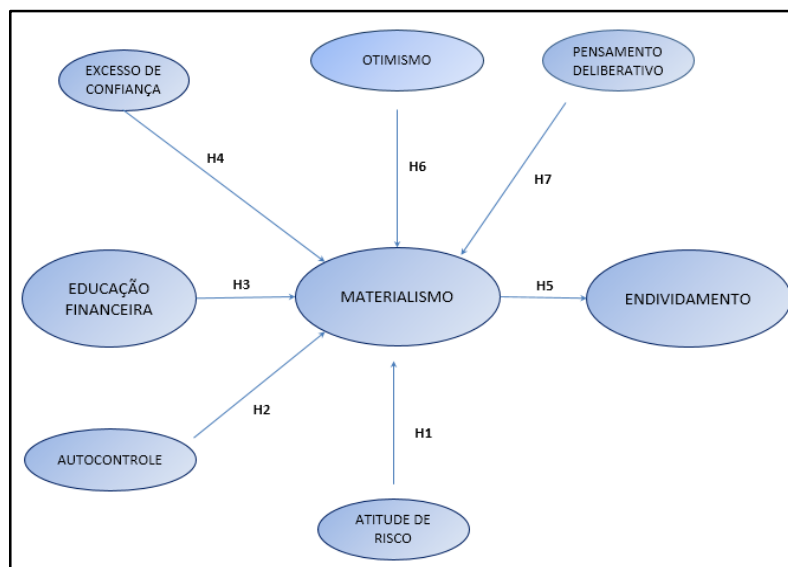 EXCESSO DE
CONFIANÇA
OTIMISMO
PENSAMENTO
DELIBERATIVO
H4
H6
H7
EDUCAÇÃO
FINANCEIRA
H3
MATERIALISMO
H5
ENDIVIDAMENTO
H2
H1
AUTOCONTROLE
ATITUDE DE
RISCO